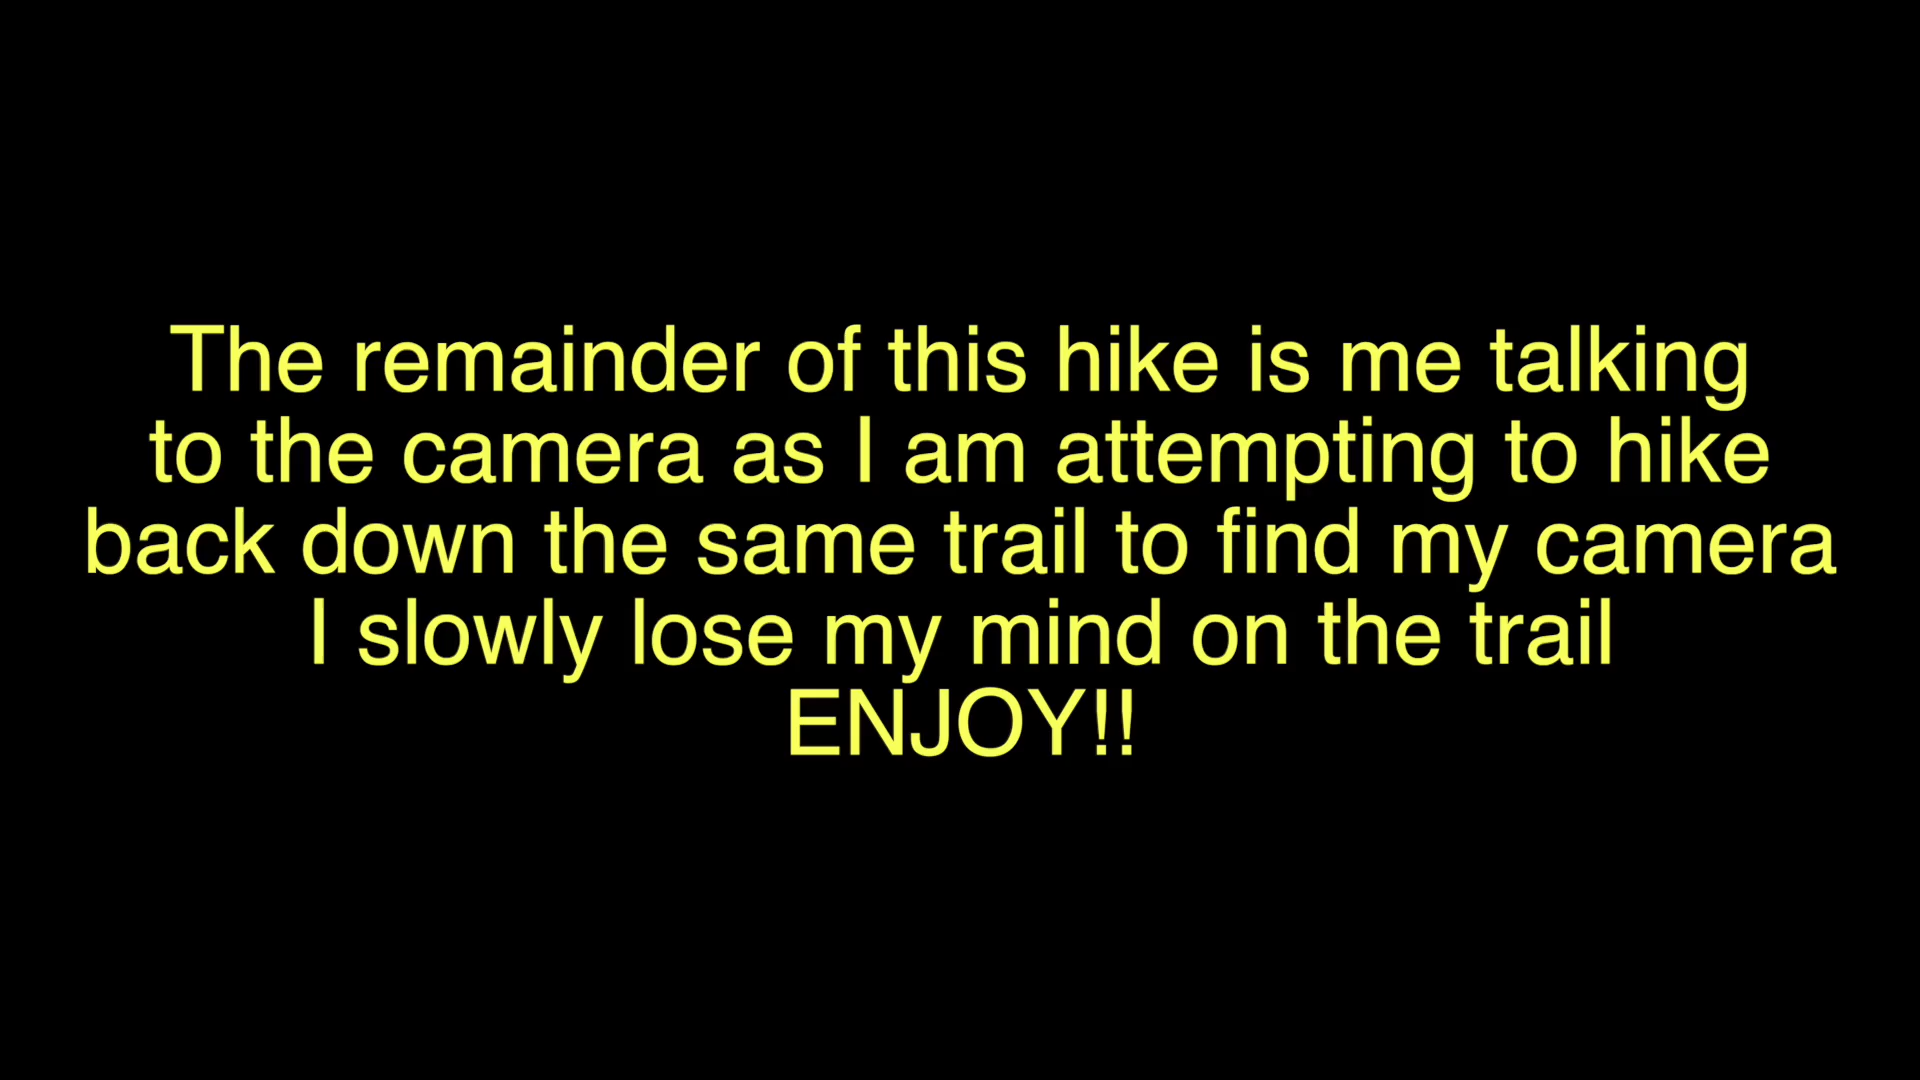 The remainder of this hike is me talking
to the camera as I am attempting to hike
back down the same trail to find my camera
I slowly lose my mind on the trail
ENJOY!!